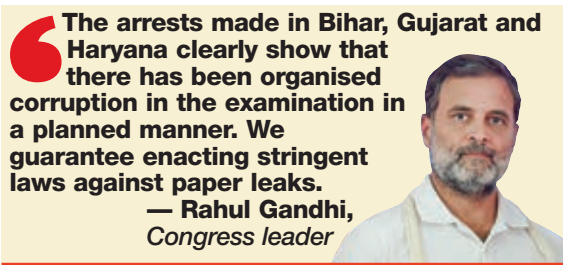 The arrests made in Bihar, Gujarat and
Haryana clearly show that
there has been organised
corruption in the examination in
a planned manner. We
guarantee enacting stringent
laws against paper leaks.
— Rahul Gandhi,
Congress leader